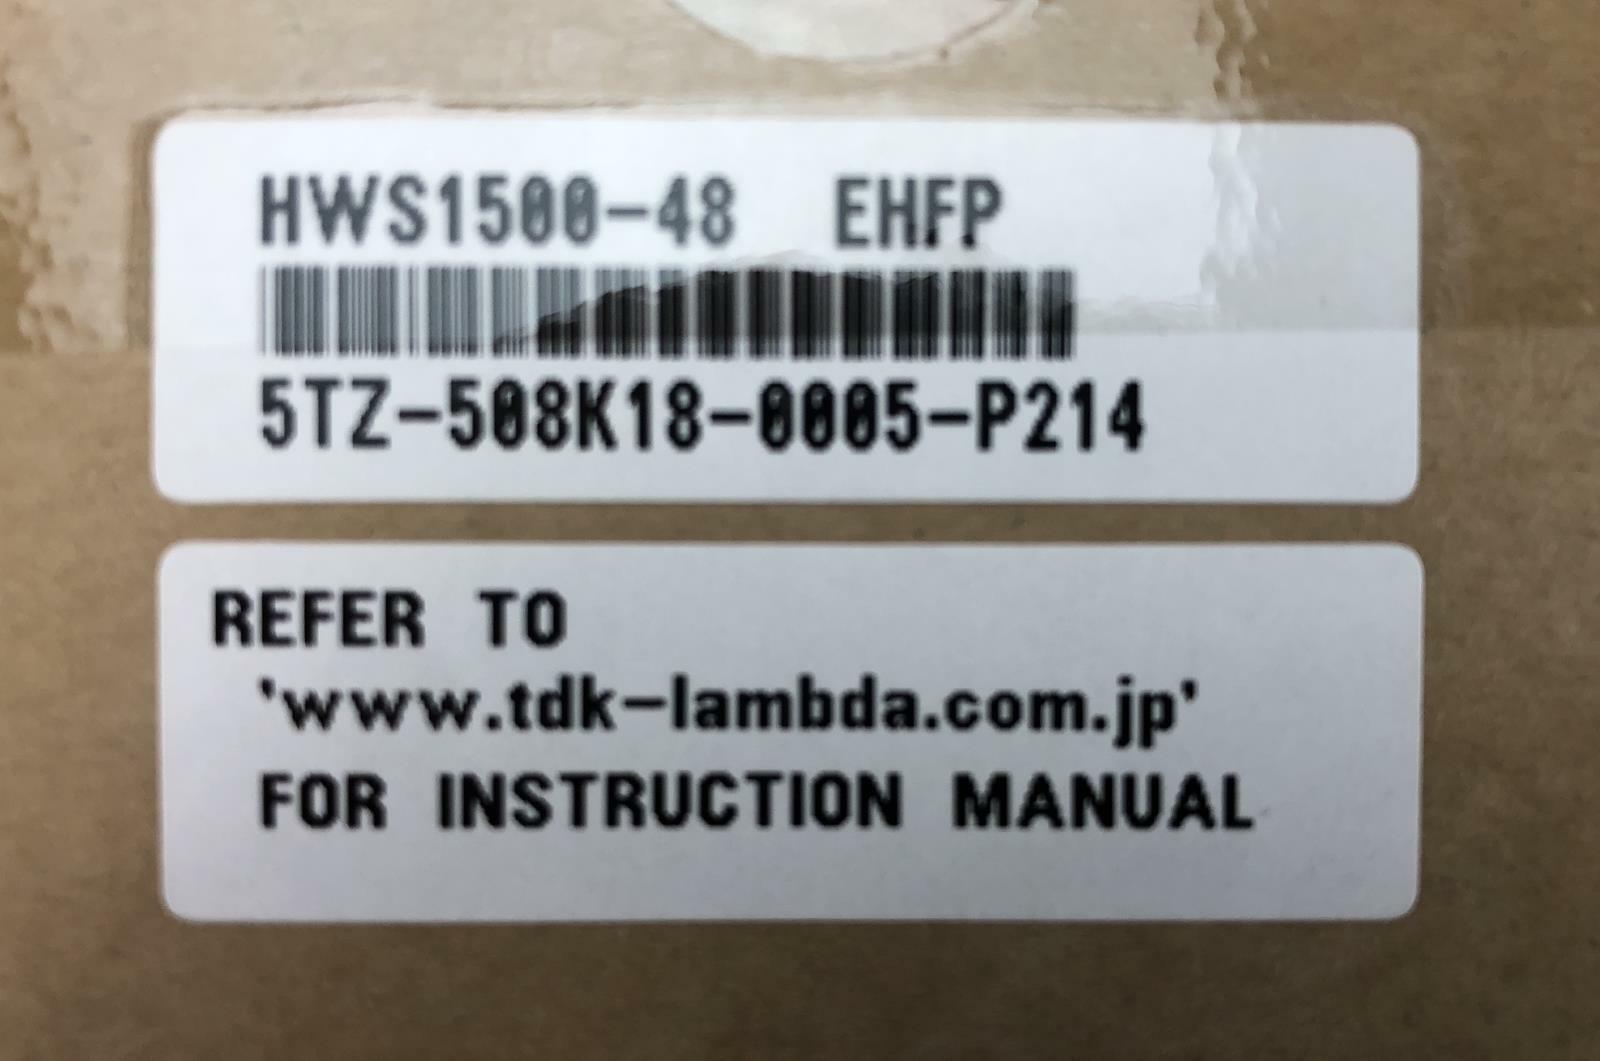 HWS1500-48 EHFP
5TZ-508K18-0005-P214
REFER TO
'www.tdk-lambda.com.jp'
FOR INSTRUCTION MANUAL